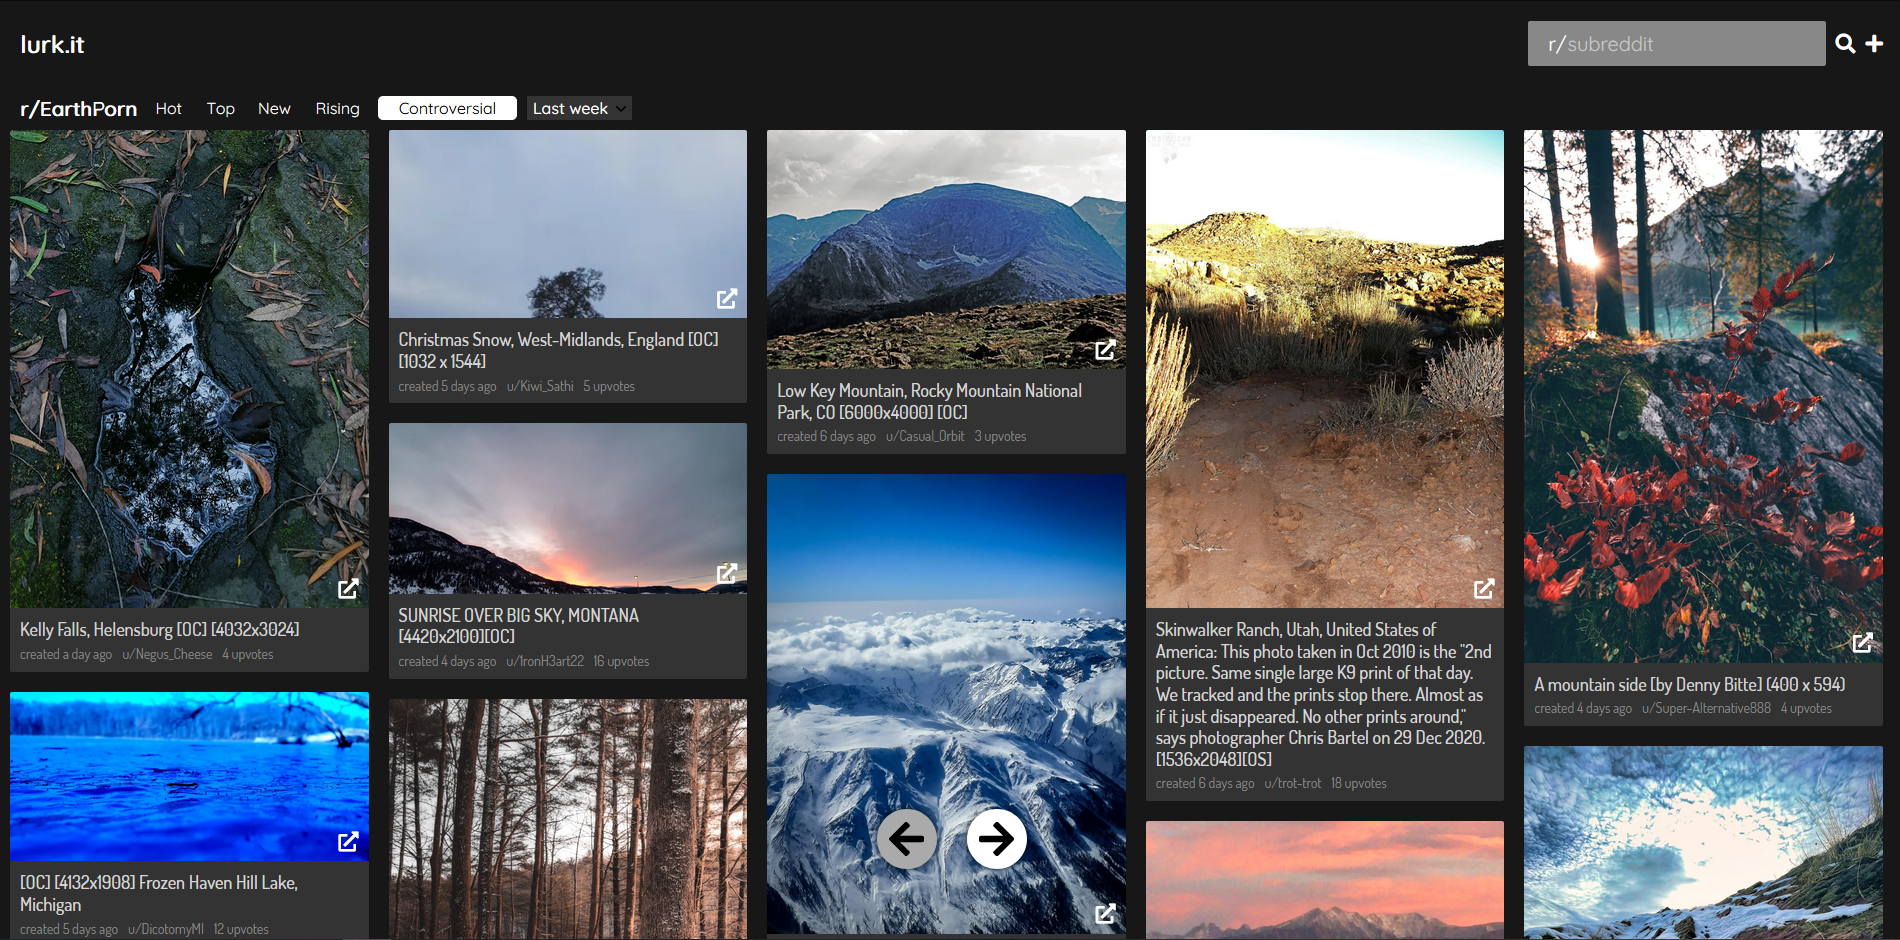 lurk.it
r/subreddit
r/EarthPorn Hot Top New Rising Controversial Last week
Kelly Falls, Helensburg [OC] [4032x3024]
created a day ago u/Negus_Cheese 4 upvotes
[OC] [4132x1908] Frozen Haven Hill Lake,
Michigan
created 5 days ago u/DicotomyMI 12 upvotes
Christmas Snow, West-Midlands, England [OC]
[1032 x 1544]
created 5 days ago u/Kiwi_Sathi 5 upvotes
SUNRISE OVER BIG SKY, MONTANA
[4420x2100][OC]
created 4 days ago u/IronH3art22 16 upvotes
Low Key Mountain, Rocky Mountain National
Park, CO [6000x4000] [OC]
created 6 days ago u/Casual_Orbit 3 upvotes
Skinwalker Ranch, Utah, United States of
America: This photo taken in Oct 2010 is the "2nd
picture. Same single large K9 print of that day.
We tracked and the prints stop there. Almost as
if it just disappeared. No other prints around,"
says photographer Chris Bartel on 29 Dec 2020.
[1536x2048][OS]
created 6 days ago u/trot-trot 18 upvotes
A mountain side [by Denny Bitte] (400 x 594)
created 4 days ago u/Super-Alternative888 4 upvotes